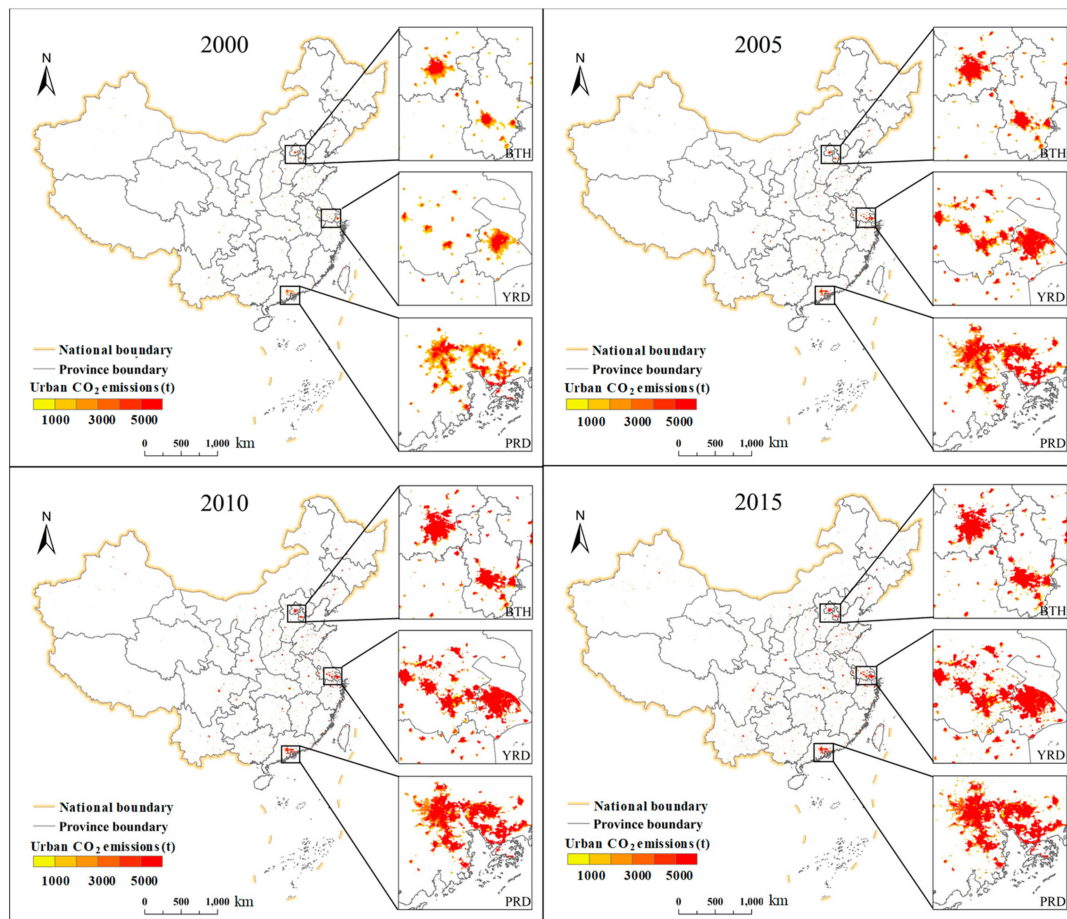 2000
N
BTH
YRD
PRD
National boundary
Province boundary
Urban CO₂ emissions (t)
1000 3000 5000
0 500 1,000 km
2005
N
BTH
YRD
PRD
National boundary
Province boundary
Urban CO₂ emissions (t)
1000 3000 5000
0 500 1,000 km
2010
N
BTH
YRD
PRD
National boundary
Province boundary
Urban CO₂ emissions (t)
1000 3000 5000
0 500 1,000 km
2015
N
BTH
YRD
PRD
National boundary
Province boundary
Urban CO₂ emissions (t)
1000 3000 5000
0 500 1,000 km